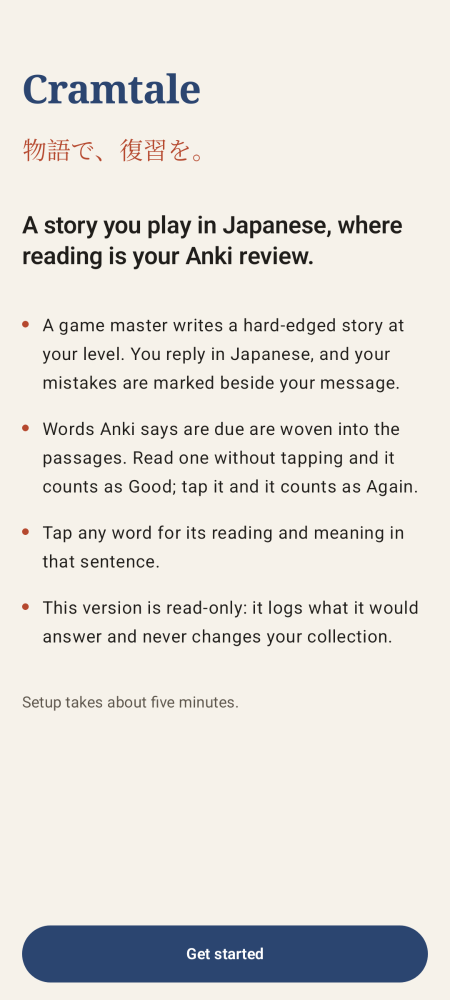 Cramtale
物語で、復習を。
A story you play in Japanese, where
reading is your Anki review.
A game master writes a hard-edged story at
your level. You reply in Japanese, and your
mistakes are marked beside your message.
Words Anki says are due are woven into the
passages. Read one without tapping and it
counts as Good; tap it and it counts as Again.
Tap any word for its reading and meaning in
that sentence.
This version is read-only: it logs what it would
answer and never changes your collection.
Setup takes about five minutes.
Get started